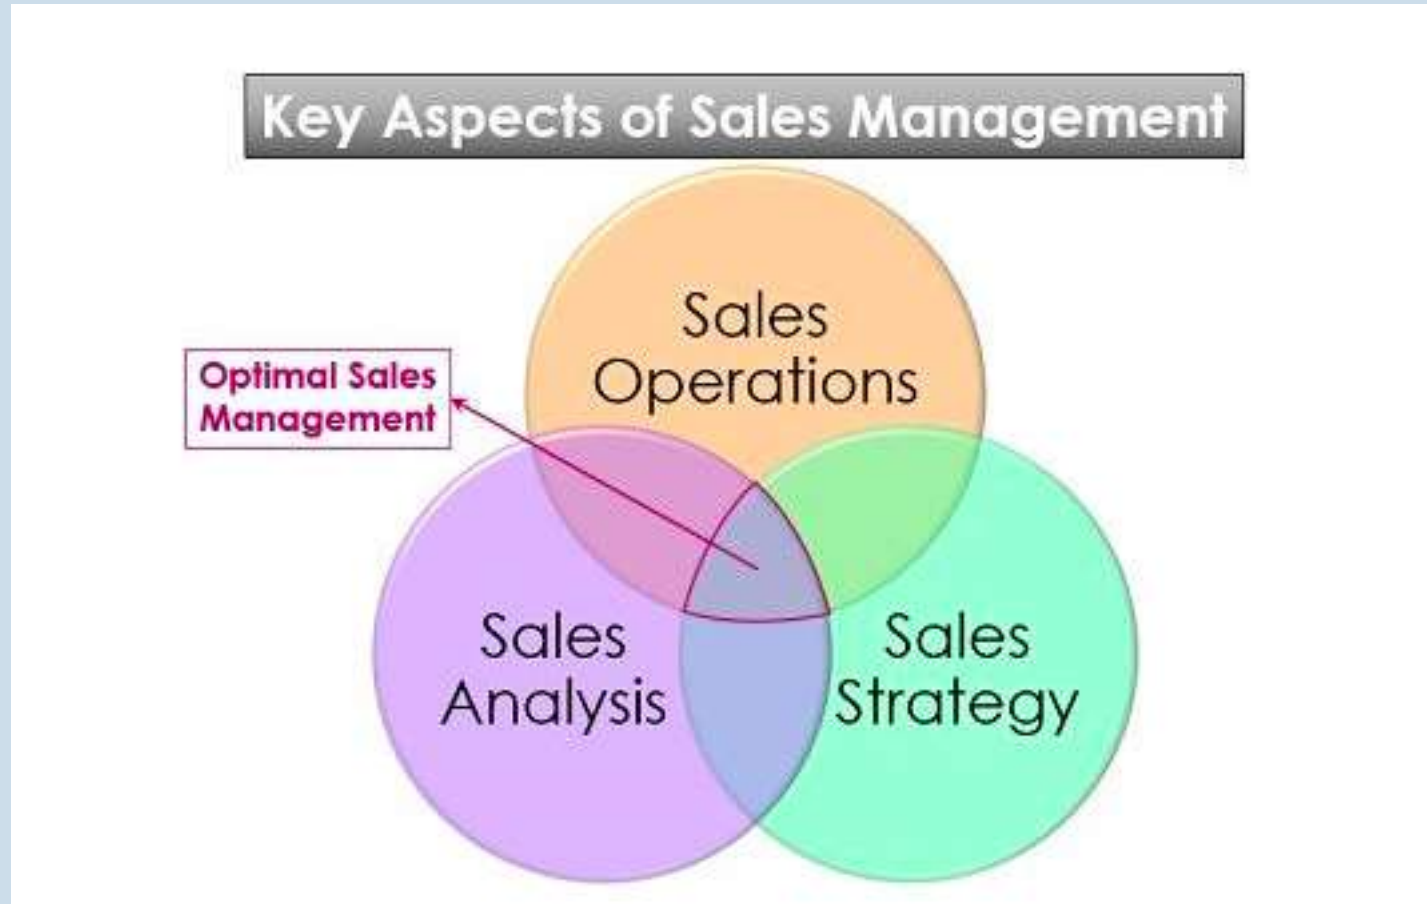 Key Aspects of Sales Management
Sales
Operations
Optimal Sales
Management
Sales
Analysis
Sales
Strategy